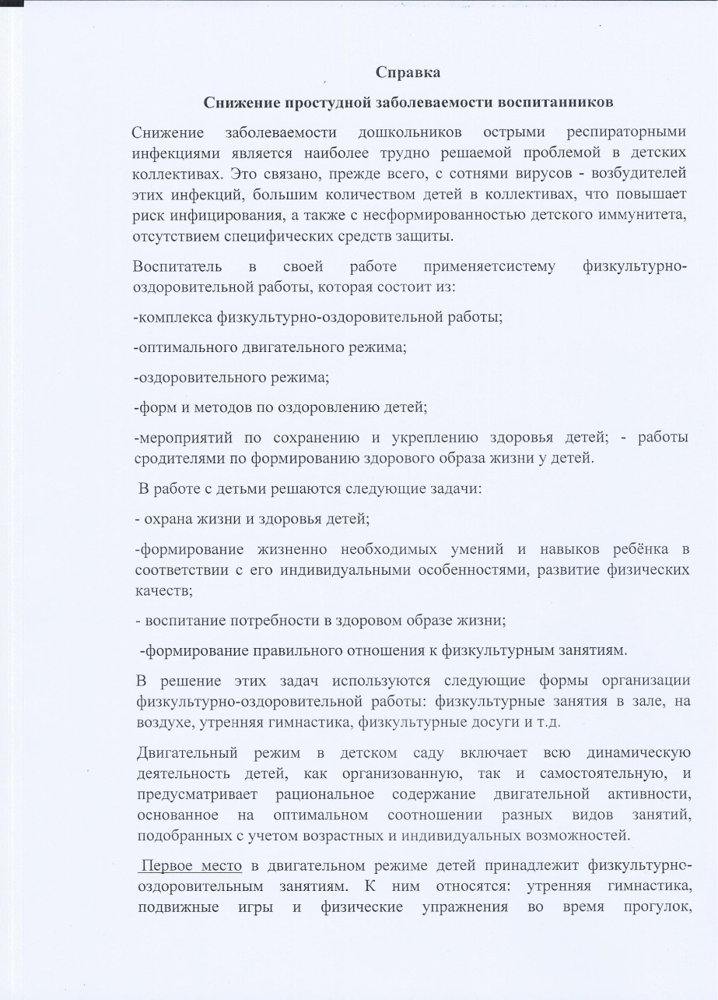 Справка
Снижение простудной заболеваемости воспитанников
Снижение заболеваемости дошкольников острыми респираторными
инфекциями является наиболее трудно решаемой проблемой в детских
коллективах. Это связано, прежде всего, с сотнями вирусов - возбудителей
этих инфекций, большим количеством детей в коллективах, что повышает
риск инфицирования, а также с несформированностью детского иммунитета,
отсутствием специфических средств защиты.
Воспитатель в своей работе применяетсистему физкультурно-
оздоровительной работы, которая состоит из:
-комплекса физкультурно-оздоровительной работы;
-оптимального двигательного режима;
-оздоровительного режима;
-форм и методов по оздоровлению детей;
-мероприятий по сохранению и укреплению здоровья детей; - работы
сродителями по формированию здорового образа жизни у детей.
В работе с детьми решаются следующие задачи:
- охрана жизни и здоровья детей;
-формирование жизненно необходимых умений и навыков ребёнка в
соответствии с его индивидуальными особенностями, развитие физических
качеств;
- воспитание потребности в здоровом образе жизни;
-формирование правильного отношения к физкультурным занятиям.
В решение этих задач используются следующие формы организации
физкультурно-оздоровительной работы: физкультурные занятия в зале, на
воздухе, утренняя гимнастика, физкультурные досуги и т.д.
Двигательный режим в детском саду включает всю динамическую
деятельность детей, как организованную, так и самостоятельную, и
предусматривает рациональное содержание двигательной активности,
основанное на оптимальном соотношении разных видов занятий,
подобранных с учетом возрастных и индивидуальных возможностей.
Первое место в двигательном режиме детей принадлежит физкультурно-
оздоровительным занятиям. К ним относятся: утренняя гимнастика,
подвижные игры и физические упражнения во время прогулок,